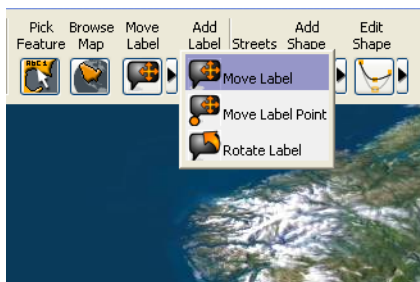 Pick Browse Move Add Add Edit
Feature Map Label Label Streets Shape Shape
ABC1
Move Label
Move Label Point
Rotate Label